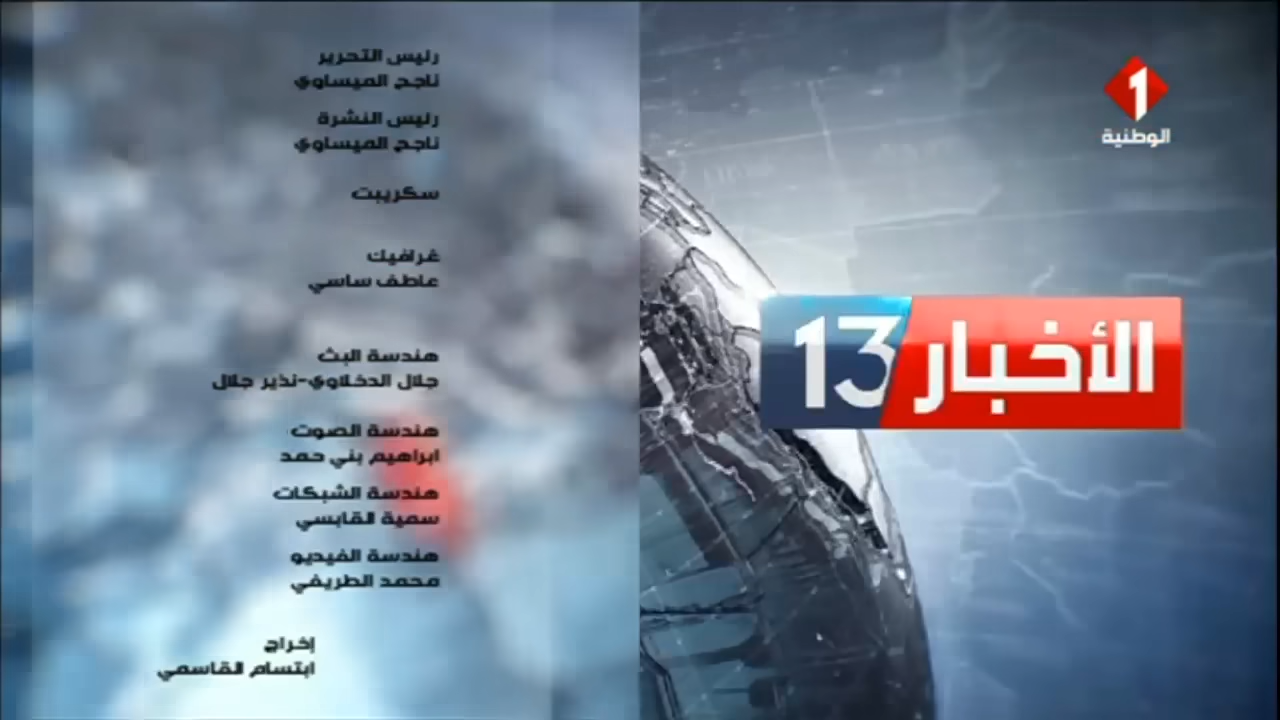 رئيس التحرير
ناجح الميساوي
رئيس النشرة
ناجح الميساوي
سكريبت
غرافيك
عاطف ساسي
هندسة البث
جلال الدخلاوي-نذير جلال
هندسة الصوت
ابراهيم بني حمد
هندسة الشبكات
سمية القابسي
هندسة الفيديو
محمد الطريفي
إخراج
ابتسام القاسمي
1
الوطنية
الأخبار 13